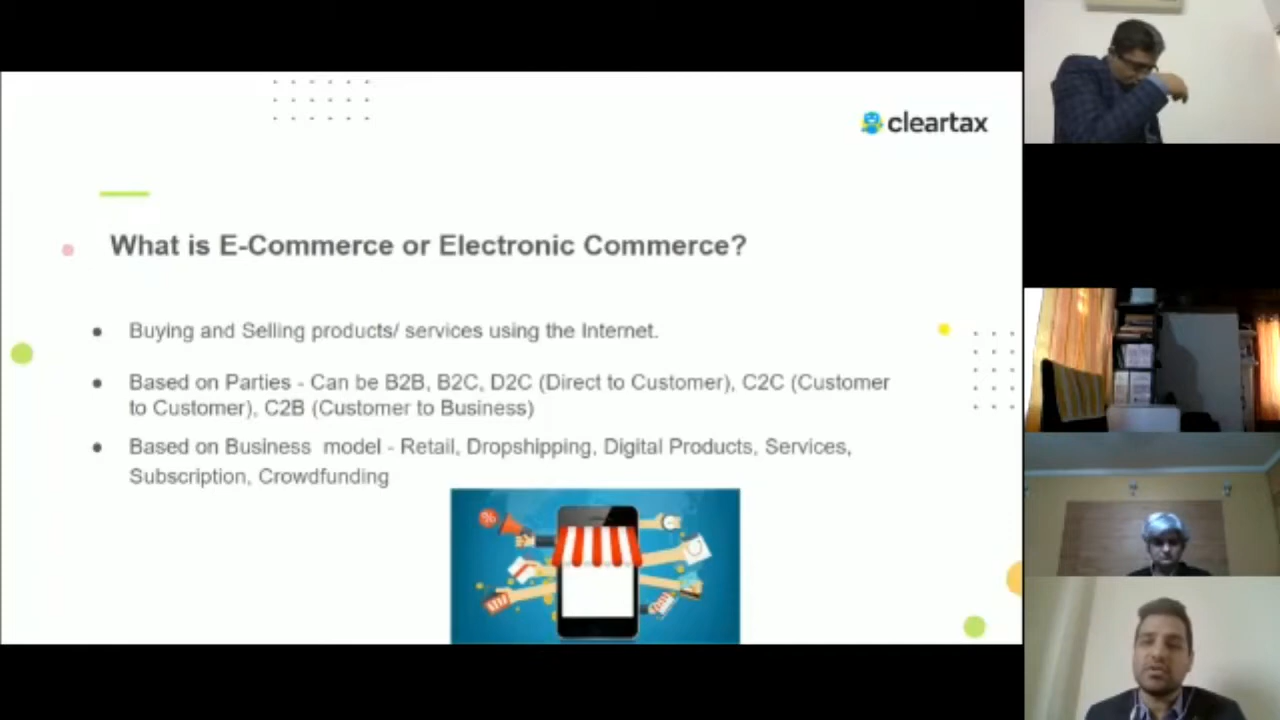 cleartax
What is E-Commerce or Electronic Commerce?
Buying and Selling products/ services using the Internet.
Based on Parties - Can be B2B, B2C, D2C (Direct to Customer), C2C (Customer
to Customer), C2B (Customer to Business)
Based on Business model - Retail, Dropshipping, Digital Products, Services,
Subscription, Crowdfunding
%